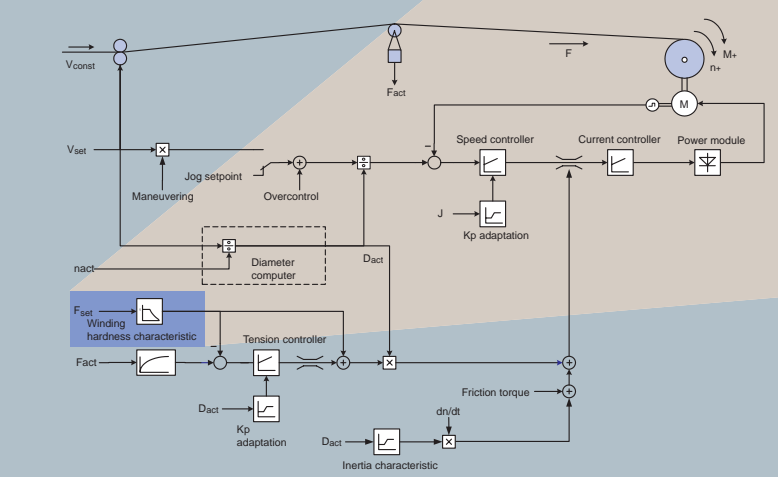 M+
F
n+
Vconst
Fact
M
Vset
Speed controller
Current controller
Power module
Jog setpoint
Maneuvering
Overcontrol
J
Kp adaptation
nact
Diameter
computer
Dact
Fset
Winding
hardness characteristic
Tension controller
Fact
Friction torque
Dact
Kp
adaptation
dn/dt
Dact
Inertia characteristic